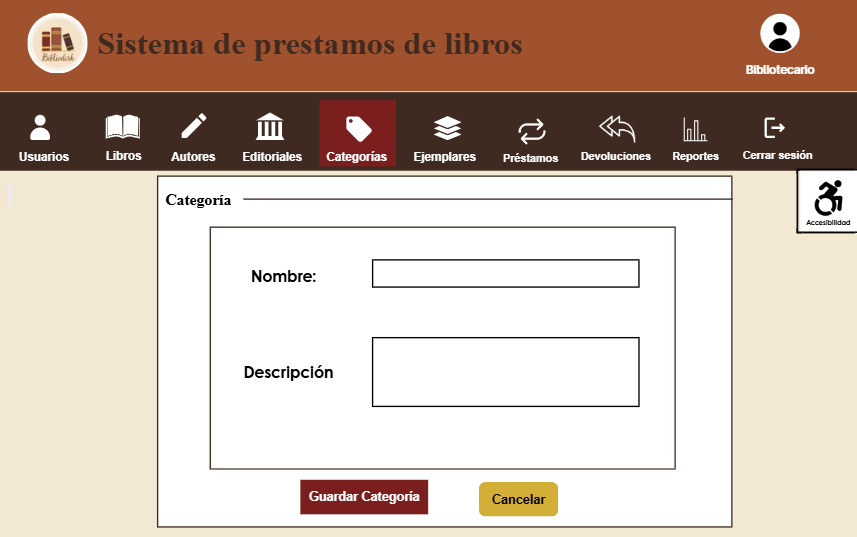 Bibliodesk
Sistema de prestamos de libros
Bibliotecario
Usuarios
Libros
Autores
Editoriales
Categorías
Ejemplares
Préstamos
Devoluciones
Reportes
Cerrar sesión
Accesibilidad
Categoría
Nombre:
Descripción
Guardar Categoría
Cancelar